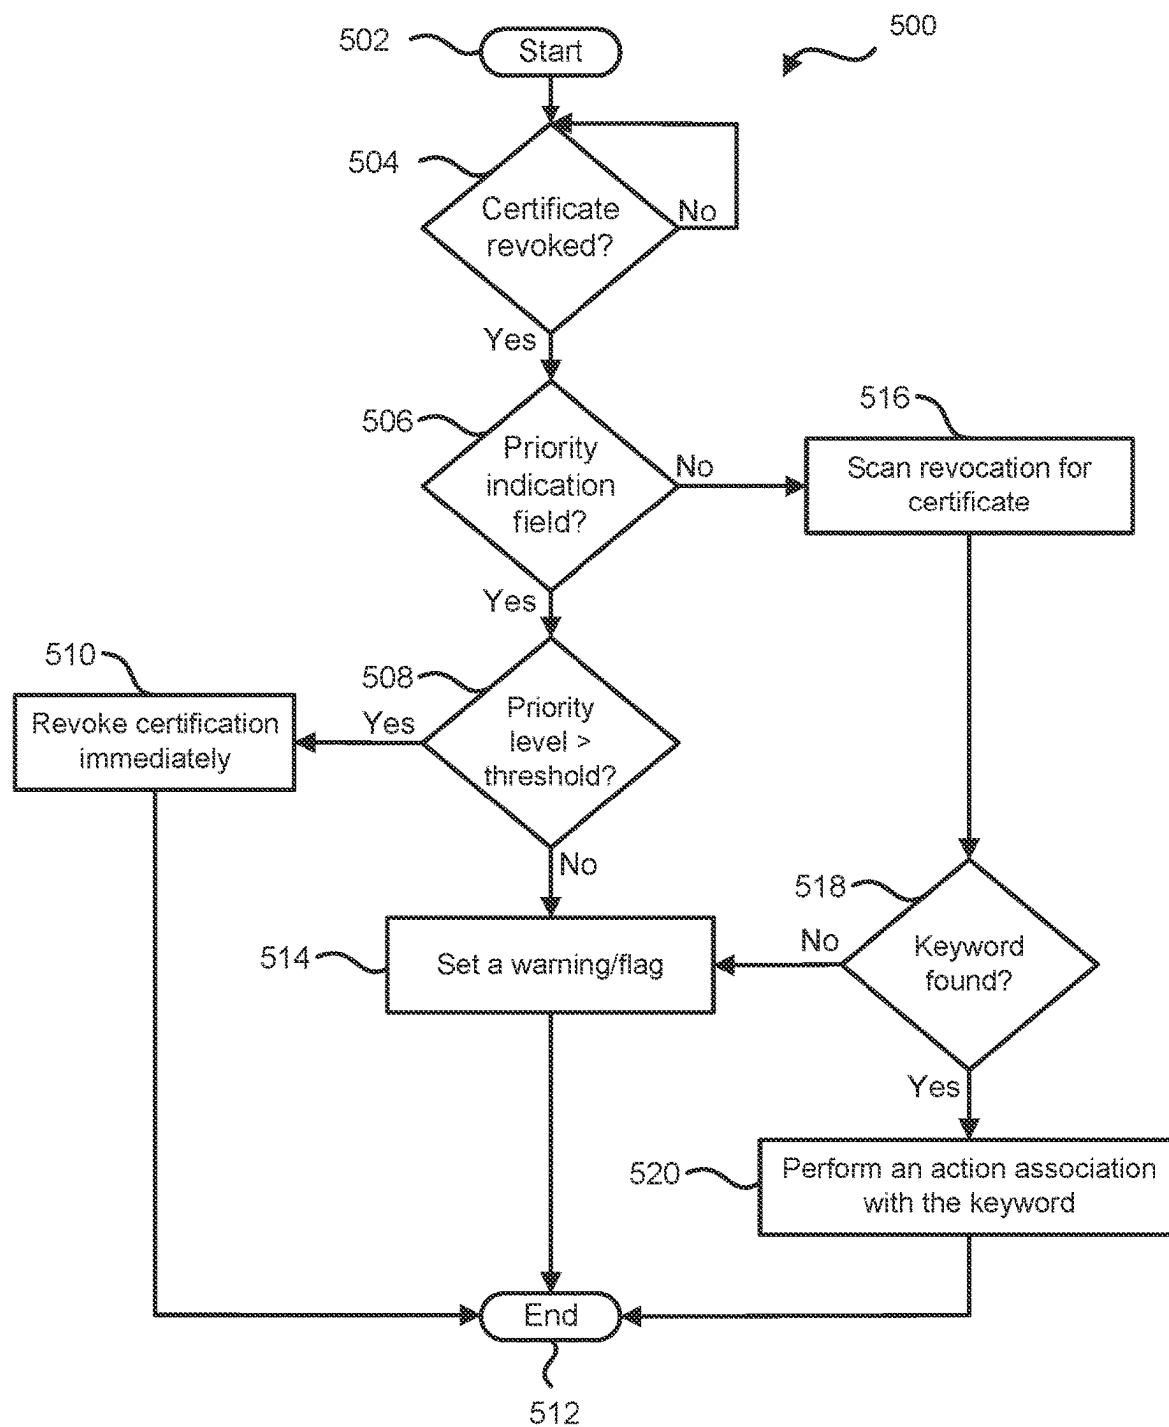 500
502
Start
504
Certificate
revoked?
No
Yes
506
Priority
indication
field?
No
516
Scan revocation for
certificate
Yes
510
Revoke certification
immediately
Yes
508
Priority
level >
threshold?
No
514
Set a warning/flag
No
518
Keyword
found?
Yes
520
Perform an action association
with the keyword
End
512